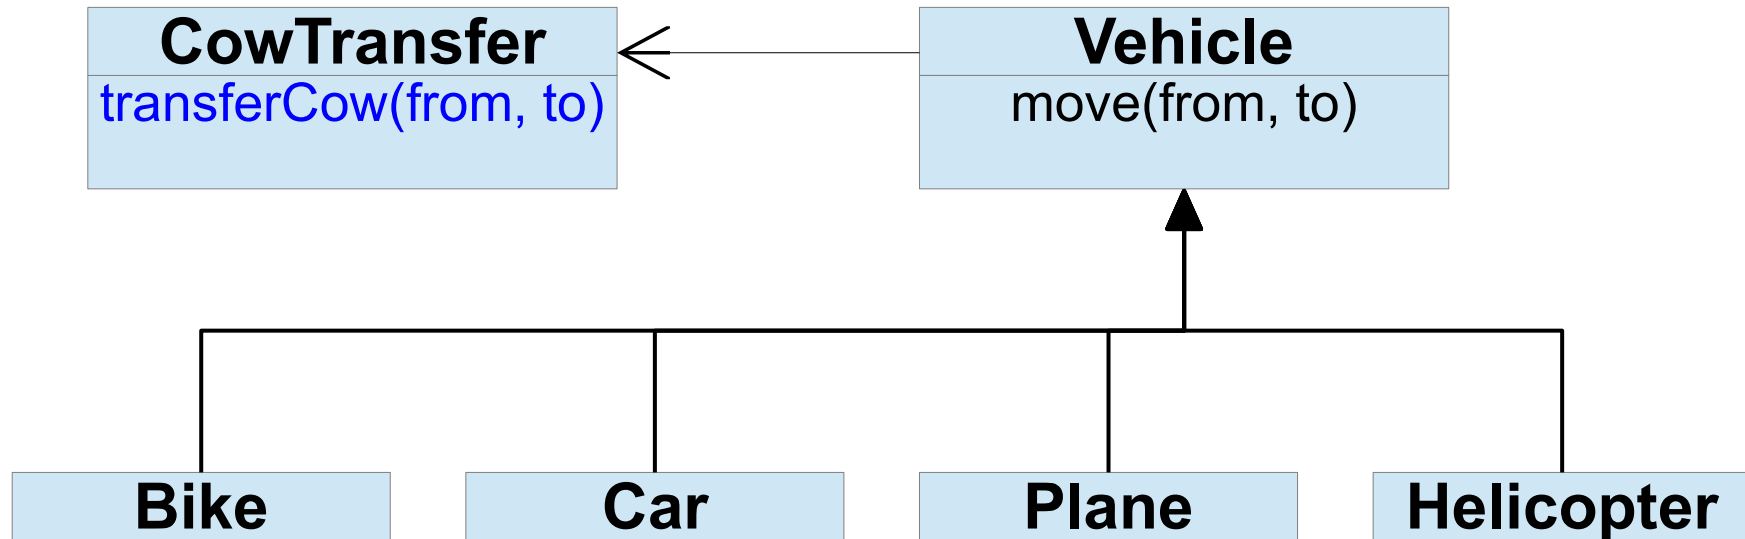 CowTransfer
transferCow(from, to)
Vehicle
move(from, to)
Bike
Car
Plane
Helicopter